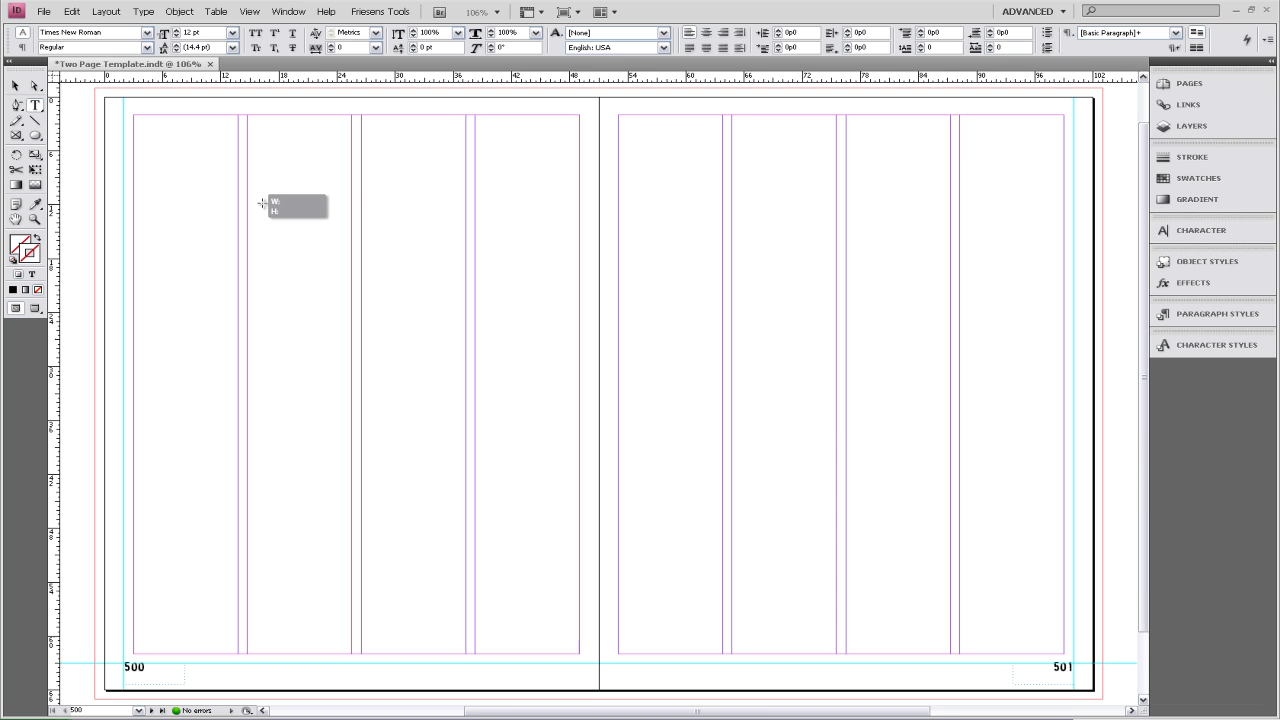 File Edit Layout Type Object Table View Window Help Friesens Tools Br 106% ADVANCED
Times New Roman 12 pt Metrics 100% 100% [None] 0p0 0p0 0p0 0p0 [Basic Paragraph]+
Regular (14.4 pt) 0 0 pt 0° English: USA 0p0 0p0 0 0
*Two Page Template.indt @ 106%
0 6 12 18 24 30 36 42 48 54 60 66 72 78 84 90 96 102
PAGES
LINKS
LAYERS
STROKE
SWATCHES
GRADIENT
CHARACTER
OBJECT STYLES
EFFECTS
PARAGRAPH STYLES
CHARACTER STYLES
W:
H:
500 501
500 No errors